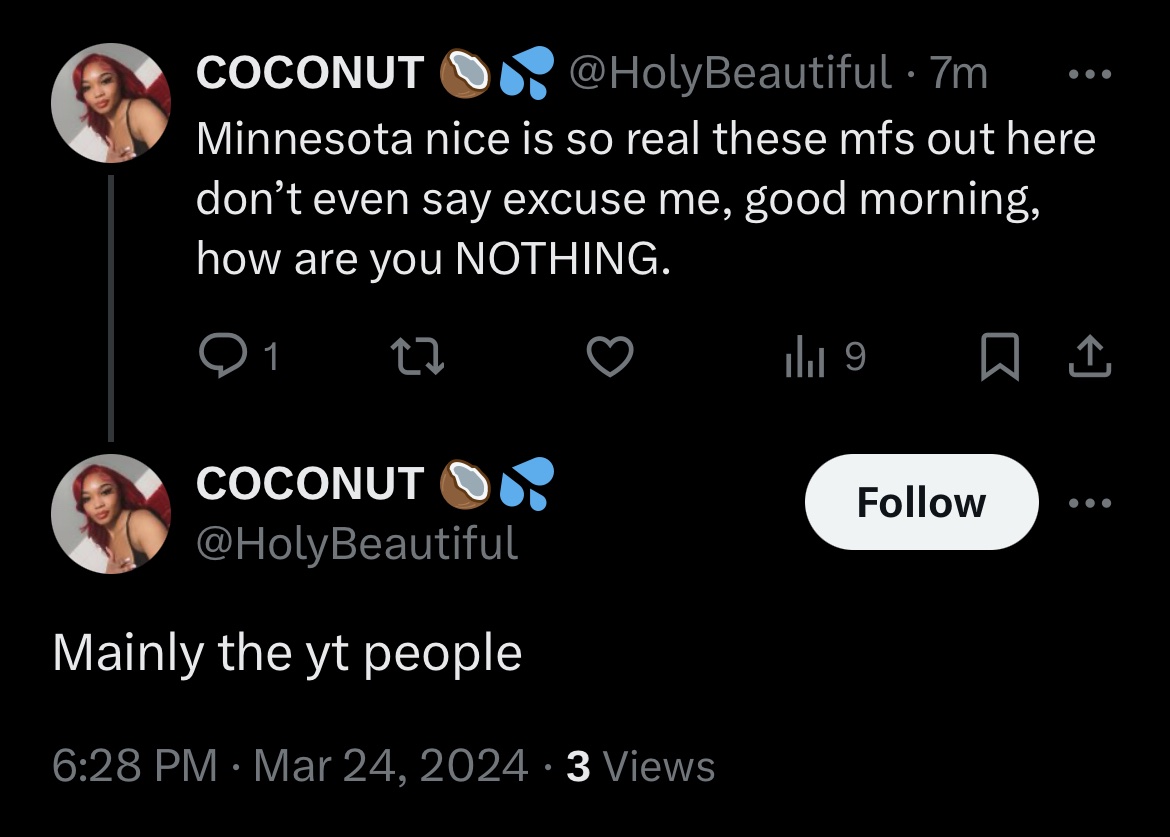 COCONUT 🥥💦 @HolyBeautiful · 7m
Minnesota nice is so real these mfs out here
don’t even say excuse me, good morning,
how are you NOTHING.
1 9
COCONUT 🥥💦
@HolyBeautiful
Follow
Mainly the yt people
6:28 PM · Mar 24, 2024 · 3 Views